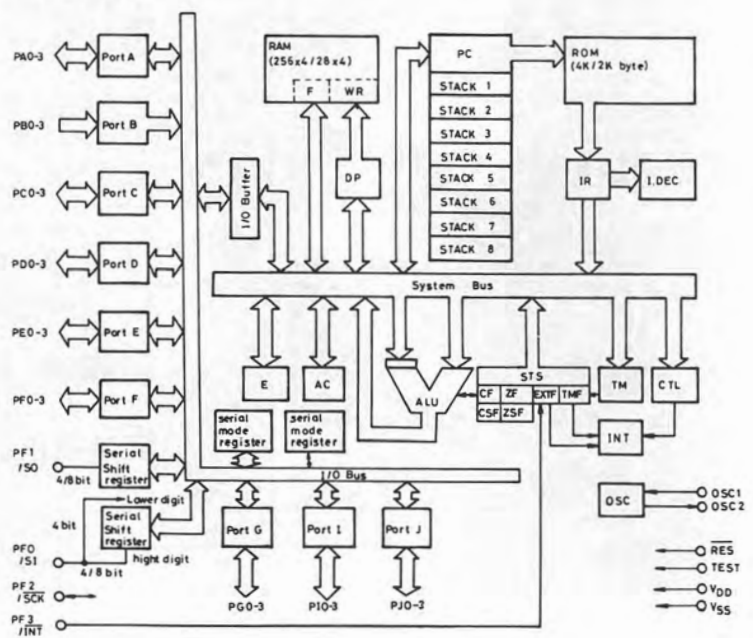 PA0-3
Port A
PB0-3
Port B
PC0-3
Port C
PD0-3
Port D
PE0-3
Port E
PF0-3
Port F
PF1
/SO
4/8bit
Serial
Shift
register
Lower digit
4 bit
Serial
Shift
register
hight digit
PF0
/SI
4/8bit
PF2
/SCK
PF3
/INT
I/O Buffer
RAM
(256x4/28x4)
F
WR
DP
PC
STACK 1
STACK 2
STACK 3
STACK 4
STACK 5
STACK 6
STACK 7
STACK 8
ROM
(4K/2K byte)
IR
I.DEC
System Bus
E
AC
ALU
STS
CF
ZF
EXTF
TMF
CSF
ZSF
TM
CTL
INT
serial
mode
register
serial
mode
register
I/O Bus
Port G
Port I
Port J
PG0-3
PI0-3
PJ0-2
OSC
OSC1
OSC2
RES
TEST
VDD
VSS